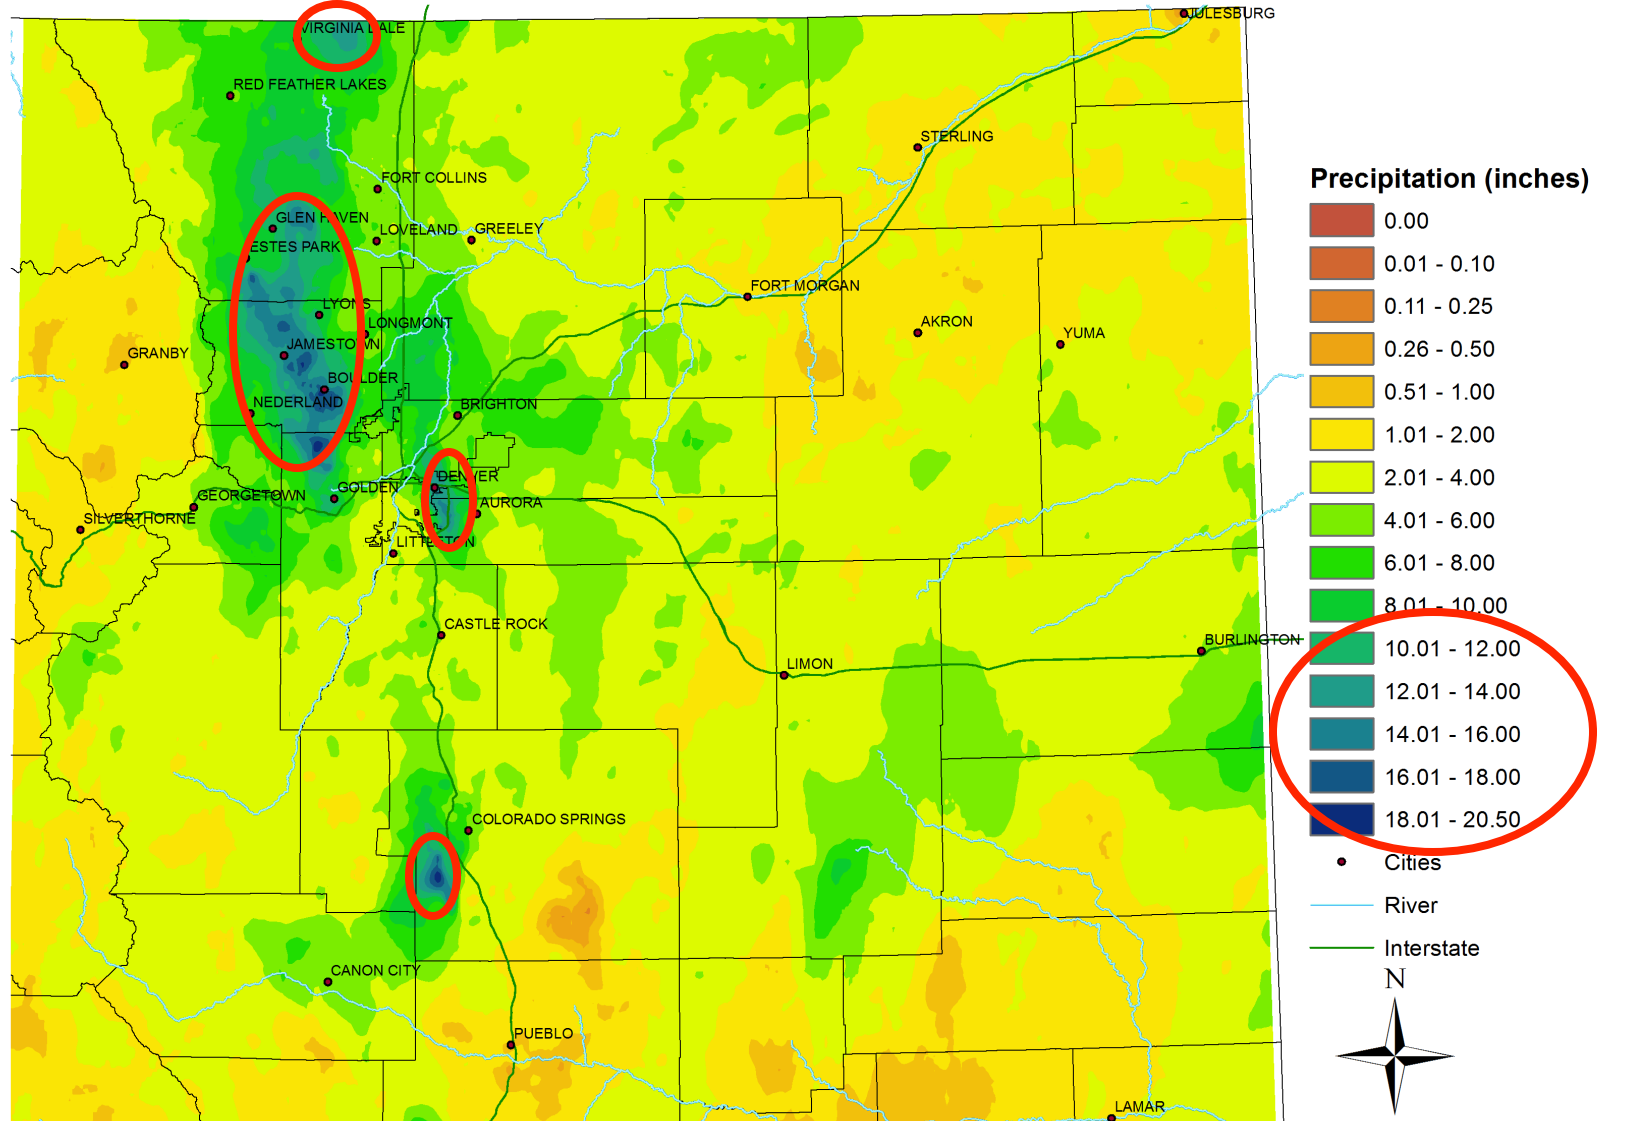 JULESBURG
VIRGINIA DALE
RED FEATHER LAKES
STERLING
FORT COLLINS
GLEN HAVEN
LOVELAND
GREELEY
ESTES PARK
FORT MORGAN
LYONS
LONGMONT
AKRON
YUMA
JAMESTOWN
GRANBY
BOULDER
NEDERLAND
BRIGHTON
DENVER
GOLDEN
GEORGETOWN
AURORA
SILVERTHORNE
LITTLETON
CASTLE ROCK
BURLINGTON
LIMON
COLORADO SPRINGS
CANON CITY
PUEBLO
LAMAR
Precipitation (inches)
0.00
0.01 - 0.10
0.11 - 0.25
0.26 - 0.50
0.51 - 1.00
1.01 - 2.00
2.01 - 4.00
4.01 - 6.00
6.01 - 8.00
8.01 - 10.00
10.01 - 12.00
12.01 - 14.00
14.01 - 16.00
16.01 - 18.00
18.01 - 20.50
Cities
River
Interstate
N